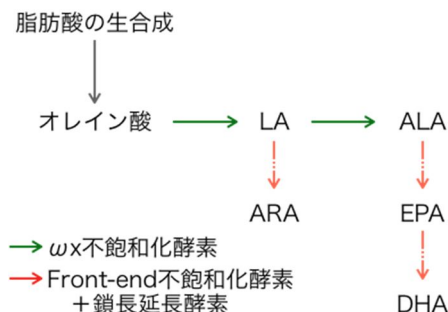 脂肪酸の生合成
オレイン酸 LA ALA
ARA EPA
ωx不飽和化酵素
Front-end不飽和化酵素
＋鎖長延長酵素
DHA